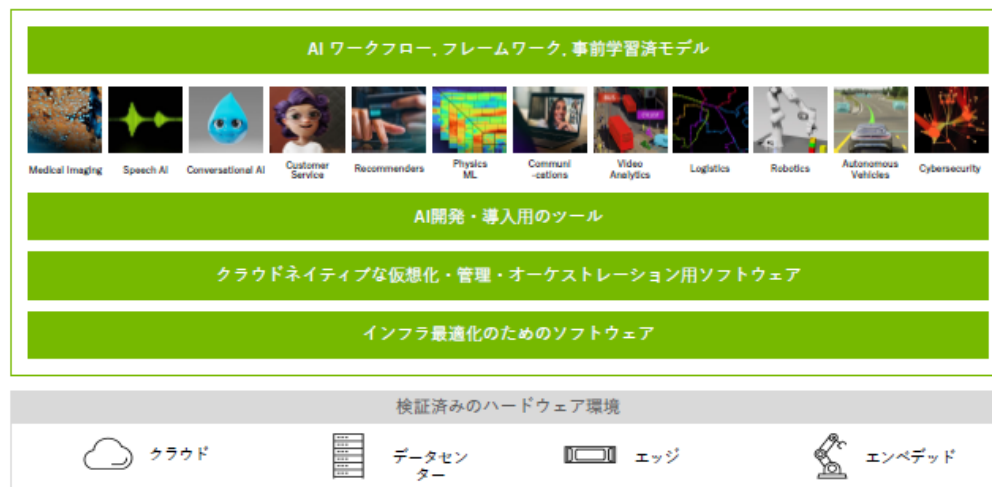 AI ワークフロー, フレームワーク, 事前学習済モデル
Medical Imaging
Speech AI
Conversational AI
Customer
Service
Recommenders
Physics
ML
Communi
-cations
Video
Analytics
Logistics
Robotics
Autonomous
Vehicles
Cybersecurity
AI開発・導入用のツール
クラウドネイティブな仮想化・管理・オーケストレーション用ソフトウェア
インフラ最適化のためのソフトウェア
検証済みのハードウェア環境
クラウド
データセン
ター
エッジ
エンベデッド